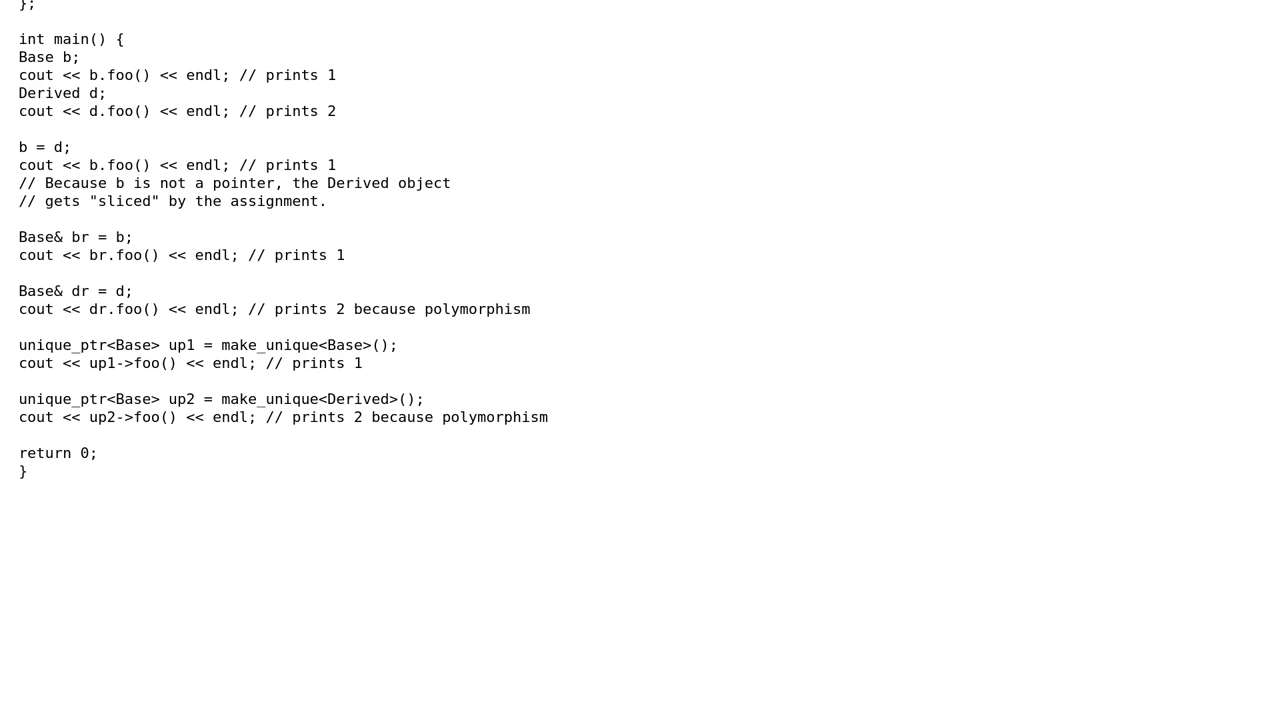 };
int main() {
Base b;
cout << b.foo() << endl; // prints 1
Derived d;
cout << d.foo() << endl; // prints 2
b = d;
cout << b.foo() << endl; // prints 1
// Because b is not a pointer, the Derived object
// gets "sliced" by the assignment.
Base& br = b;
cout << br.foo() << endl; // prints 1
Base& dr = d;
cout << dr.foo() << endl; // prints 2 because polymorphism
unique_ptr<Base> up1 = make_unique<Base>();
cout << up1->foo() << endl; // prints 1
unique_ptr<Base> up2 = make_unique<Derived>();
cout << up2->foo() << endl; // prints 2 because polymorphism
return 0;
}